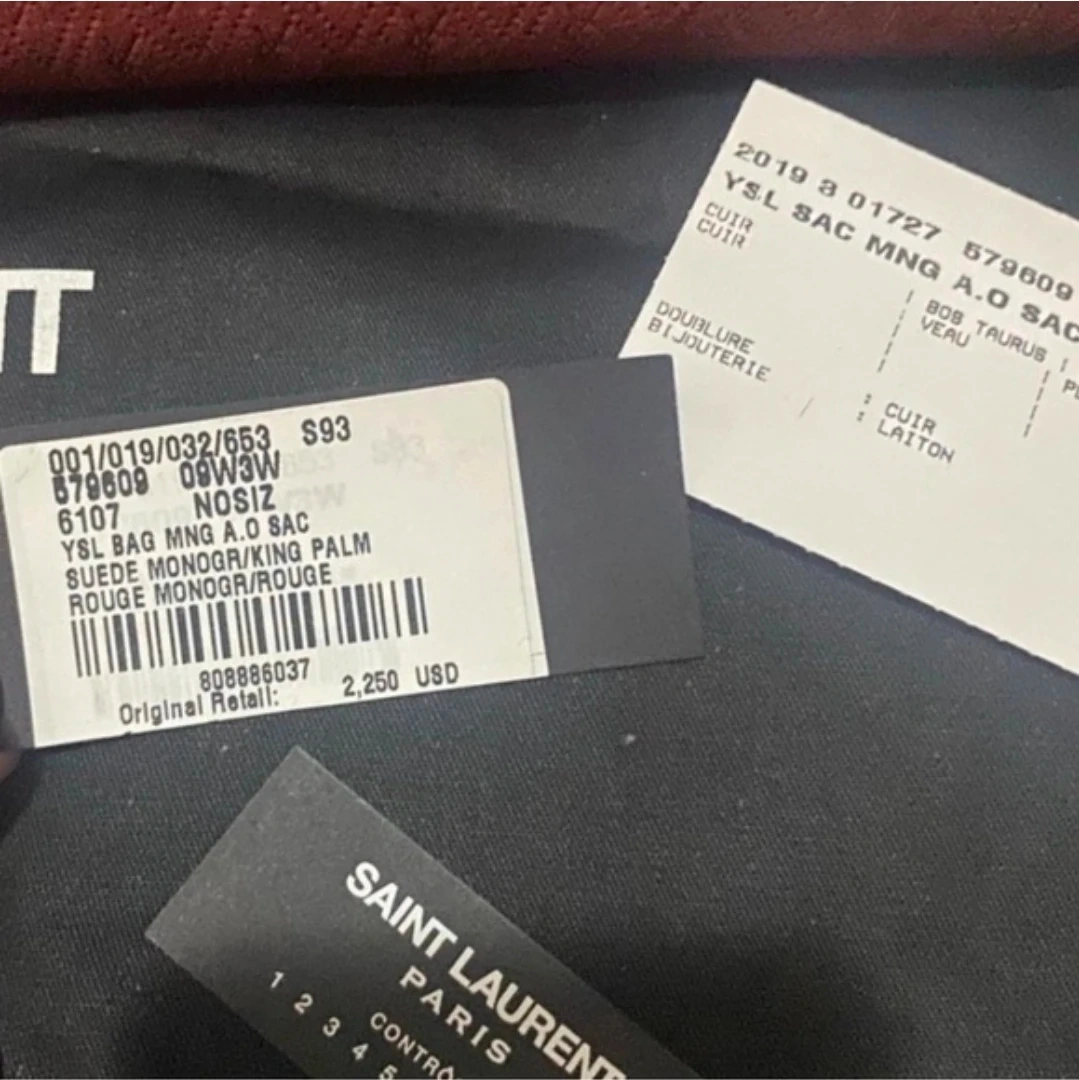 2019 8 01727 579609
YSL SAC MNG A.O SAC
CUIR
CUIR
BOB TAURUS
VEAU
DOUBLURE : CUIR
BIJOUTERIE : LAITON
001/019/032/653 S93
579609 09W3W
6107 NOSIZ
YSL BAG MNG A.O SAC
SUEDE MONOGR/KING PALM
ROUGE MONOGR/ROUGE
808886037
Original Retail: 2,250 USD
SAINT LAURENT
PARIS
1 2 3 4 5